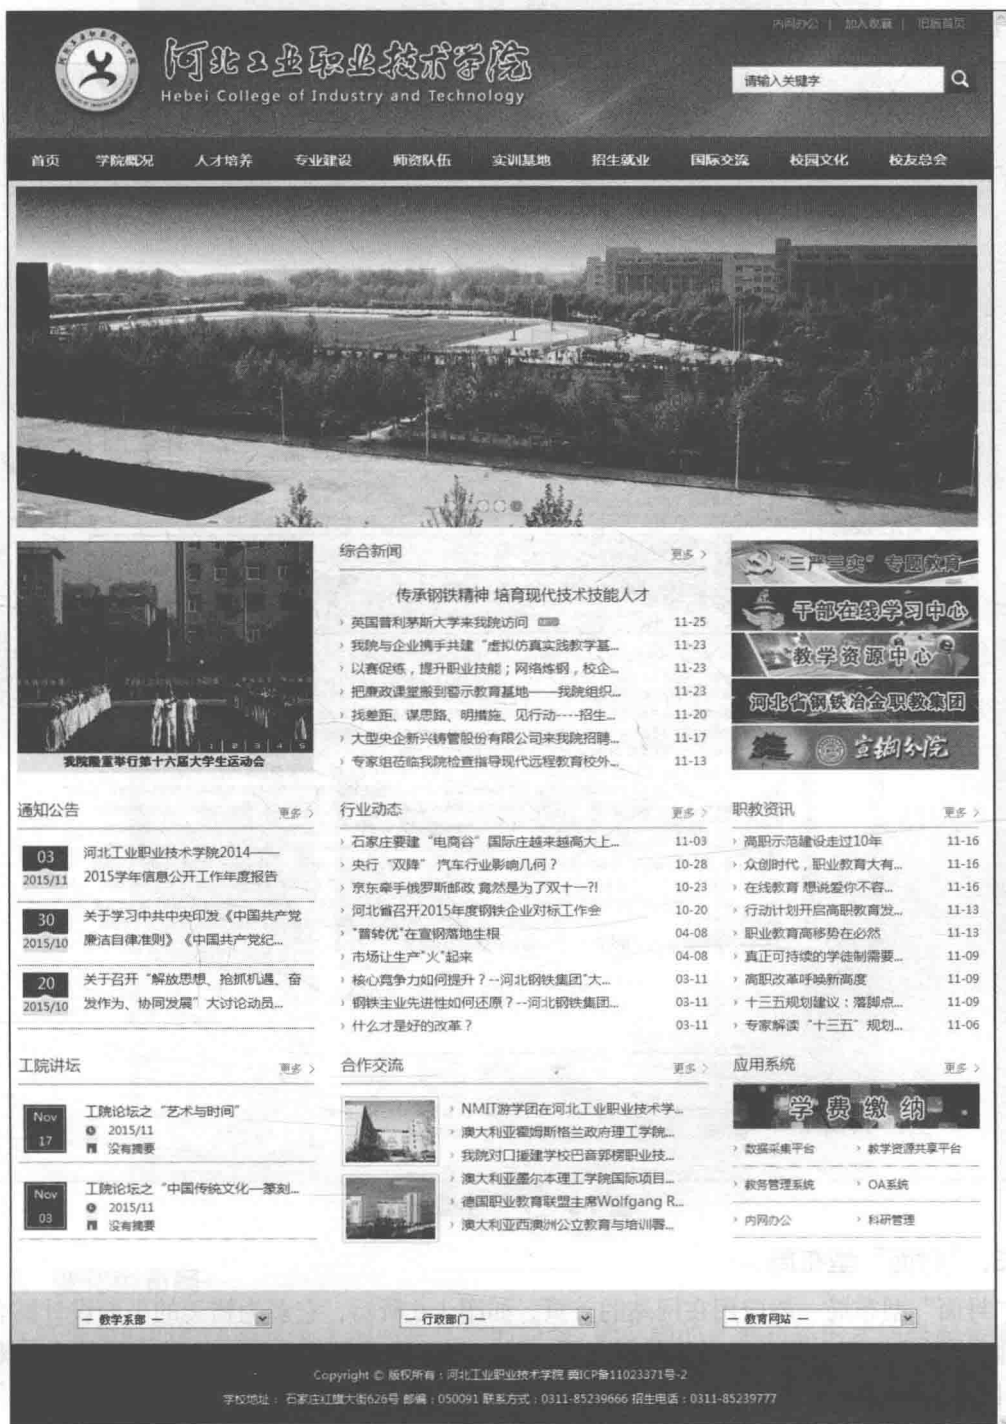 内网办公 | 加入收藏 | 旧版首页
河北工业职业技术学院
Hebei College of Industry and Technology
请输入关键字
首页 学院概况 人才培养 专业建设 师资队伍 实训基地 招生就业 国际交流 校园文化 校友总会
1 2 3 4 5
我院隆重举行第十六届大学生运动会
综合新闻 更多 >
传承钢铁精神 培育现代技术技能人才
› 英国普利茅斯大学来我院访问 11-25
› 我院与企业携手共建“虚拟仿真实践教学基... 11-23
› 以赛促练，提升职业技能；网络炼钢，校企... 11-23
› 把廉政课堂搬到警示教育基地——我院组织... 11-23
› 找差距、谋思路、明措施、见行动----招生... 11-20
› 大型央企新兴铸管股份有限公司来我院招聘... 11-17
› 专家组莅临我院检查指导现代远程教育校外... 11-13
“三严三实”专题教育
干部在线学习中心
教学资源中心
河北省钢铁冶金职教集团
宣钢分院
通知公告 更多 >
03
2015/11
河北工业职业技术学院2014——
2015学年信息公开工作年度报告
30
2015/10
关于学习中共中央印发《中国共产党
廉洁自律准则》《中国共产党纪...
20
2015/10
关于召开“解放思想、抢抓机遇、奋
发作为、协同发展”大讨论动员...
行业动态 更多 >
› 石家庄要建“电商谷”国际庄越来越高大上... 11-03
› 央行“双降” 汽车行业影响几何？ 10-28
› 京东牵手俄罗斯邮政 竟然是为了双十一?! 10-23
› 河北省召开2015年度钢铁企业对标工作会 10-20
› “普转优”在宣钢落地生根 04-08
› 市场让生产“火”起来 04-08
› 核心竞争力如何提升？--河北钢铁集团“大... 03-11
› 钢铁主业先进性如何还原？--河北钢铁集团... 03-11
› 什么才是好的改革？ 03-11
职教资讯 更多 >
› 高职示范建设走过10年 11-16
› 众创时代，职业教育大有... 11-16
› 在线教育 想说爱你不容... 11-16
› 行动计划开启高职教育发... 11-13
› 职业教育高移势在必然 11-13
› 真正可持续的学徒制需要... 11-09
› 高职改革呼唤新高度 11-09
› 十三五规划建议：落脚点... 11-09
› 专家解读“十三五”规划... 11-06
工院讲坛 更多 >
Nov
17
工院论坛之“艺术与时间”
2015/11
没有摘要
Nov
03
工院论坛之“中国传统文化—篆刻...
2015/11
没有摘要
合作交流 更多 >
› NMIT游学团在河北工业职业技术学...
› 澳大利亚霍姆斯格兰政府理工学院...
› 我院对口援建学校巴音郭楞职业技...
› 澳大利亚墨尔本理工学院国际项目...
› 德国职业教育联盟主席Wolfgang R...
› 澳大利亚西澳洲公立教育与培训署...
应用系统 更多 >
学费缴纳
› 数据采集平台 › 教学资源共享平台
› 教务管理系统 › OA系统
› 内网办公 › 科研管理
— 教学系部 — — 行政部门 — — 教育网站 —
Copyright © 版权所有：河北工业职业技术学院 冀ICP备11023371号-2
学校地址： 石家庄红旗大街626号 邮编：050091 联系方式：0311-85239666 招生电话：0311-85239777